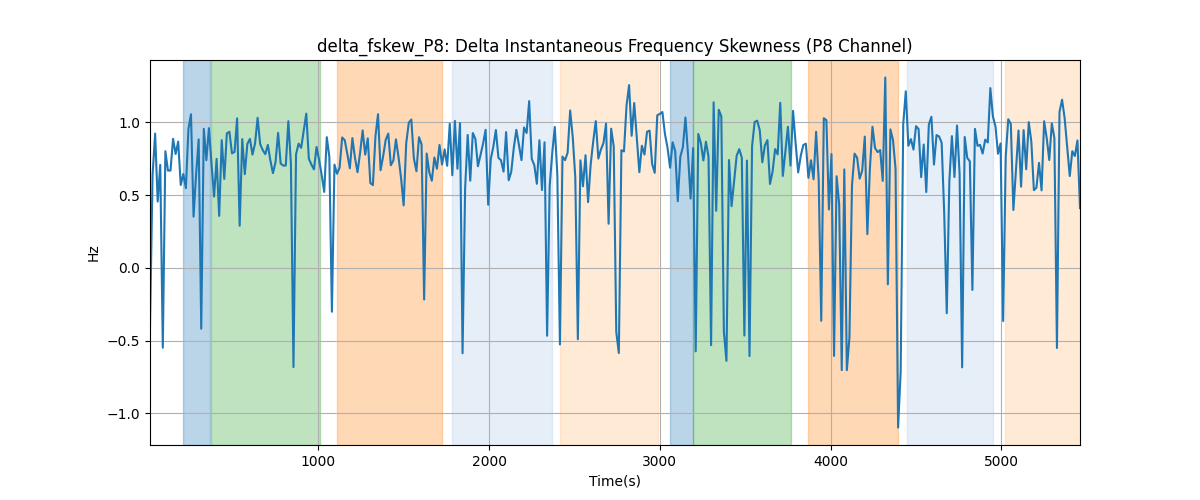 delta_fskew_P8: Delta Instantaneous Frequency Skewness (P8 Channel)
Hz
1.0
0.5
0.0
−0.5
−1.0
1000 2000 3000 4000 5000
Time(s)